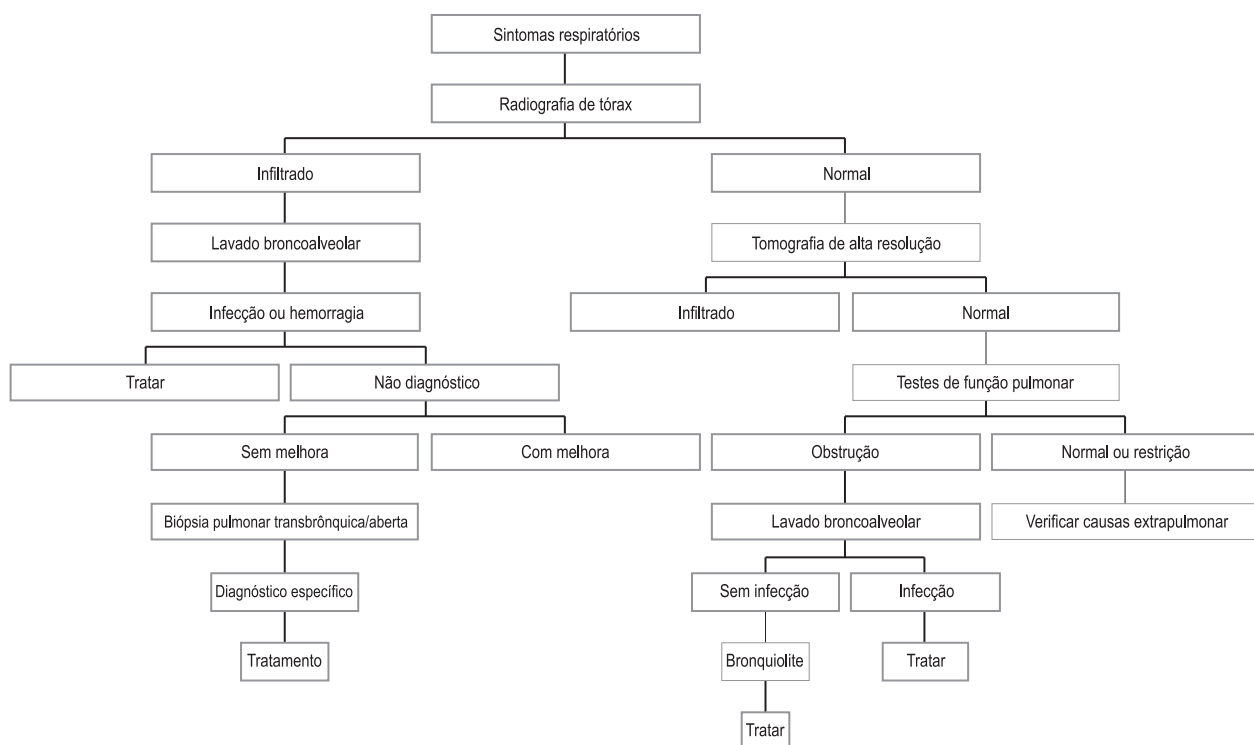 Sintomas respiratórios
Radiografia de tórax
Infiltrado
Normal
Lavado broncoalveolar
Tomografia de alta resolução
Infecção ou hemorragia
Infiltrado
Normal
Tratar
Não diagnóstico
Testes de função pulmonar
Sem melhora
Com melhora
Obstrução
Normal ou restrição
Biópsia pulmonar transbrônquica/aberta
Lavado broncoalveolar
Verificar causas extrapulmonar
Diagnóstico específico
Sem infecção
Infecção
Tratamento
Bronquiolite
Tratar
Tratar